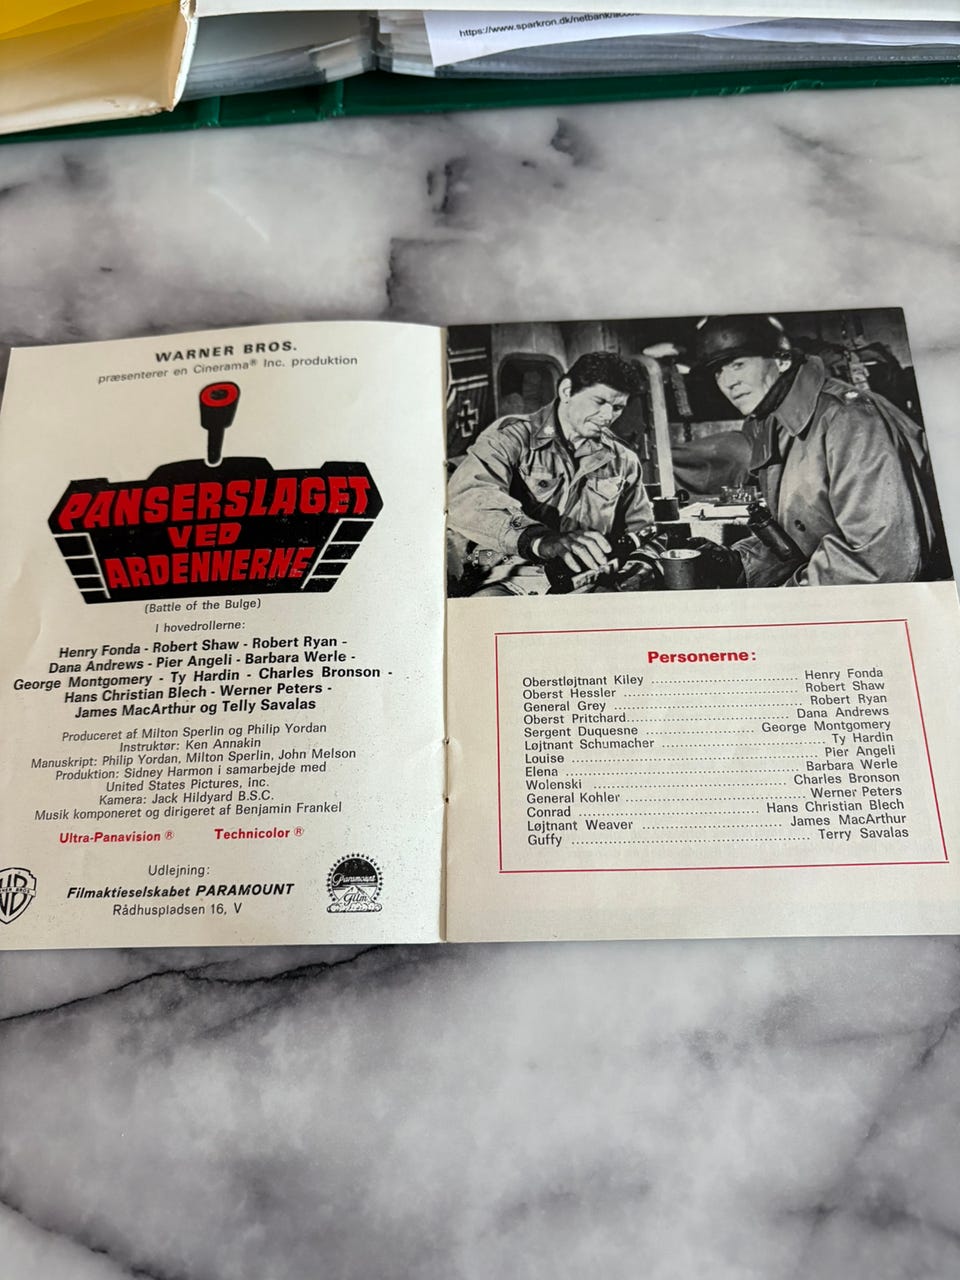 https://www.sparkron.dk/netbank/acco
WARNER BROS.
præsenterer en Cinerama® Inc. produktion
PANSERSLAGET
VED
ARDENNERNE
(Battle of the Bulge)
I hovedrollerne:
Henry Fonda - Robert Shaw - Robert Ryan -
Dana Andrews - Pier Angeli - Barbara Werle -
George Montgomery - Ty Hardin - Charles Bronson -
Hans Christian Blech - Werner Peters -
James MacArthur og Telly Savalas
Produceret af Milton Sperlin og Philip Yordan
Instruktør: Ken Annakin
Manuskript: Philip Yordan, Milton Sperlin, John Melson
Produktion: Sidney Harmon i samarbejde med
United States Pictures, inc.
Kamera: Jack Hildyard B.S.C.
Musik komponeret og dirigeret af Benjamin Frankel
Ultra-Panavision ® Technicolor ®
Udlejning:
Filmaktieselskabet PARAMOUNT
Rådhuspladsen 16, V
WB
Paramount
Film
Personerne:
Oberstløjtnant Kiley ........ Henry Fonda
Oberst Hessler ........ Robert Shaw
General Grey ........ Robert Ryan
Oberst Pritchard ........ Dana Andrews
Sergent Duquesne ........ George Montgomery
Løjtnant Schumacher ........ Ty Hardin
Louise ........ Pier Angeli
Elena ........ Barbara Werle
Wolenski ........ Charles Bronson
General Kohler ........ Werner Peters
Conrad ........ Hans Christian Blech
Løjtnant Weaver ........ James MacArthur
Guffy ........ Terry Savalas